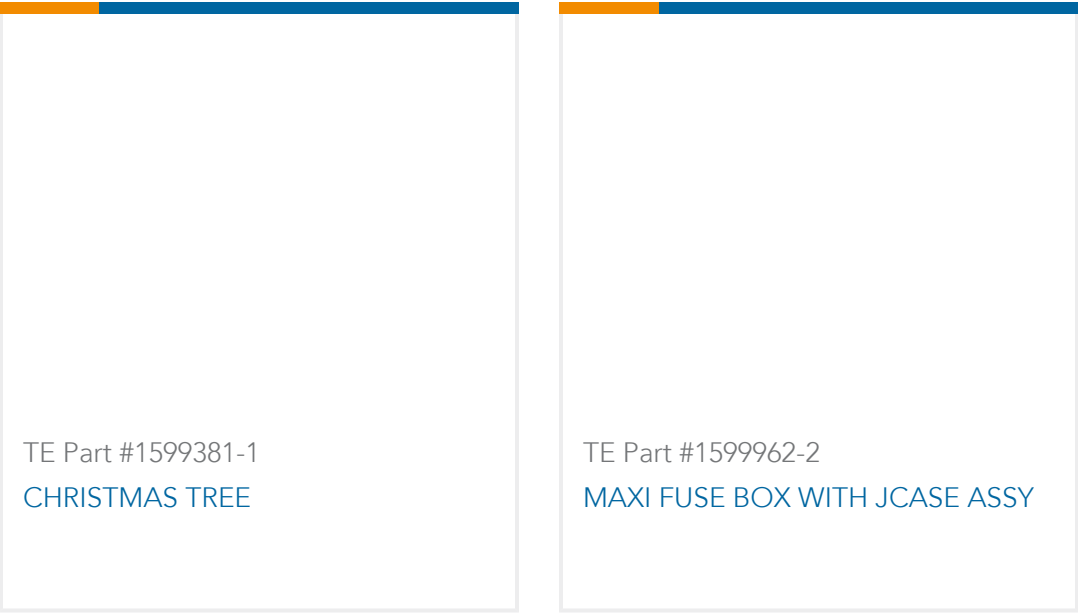 TE Part #1599381-1
CHRISTMAS TREE
TE Part #1599962-2
MAXI FUSE BOX WITH JCASE ASSY